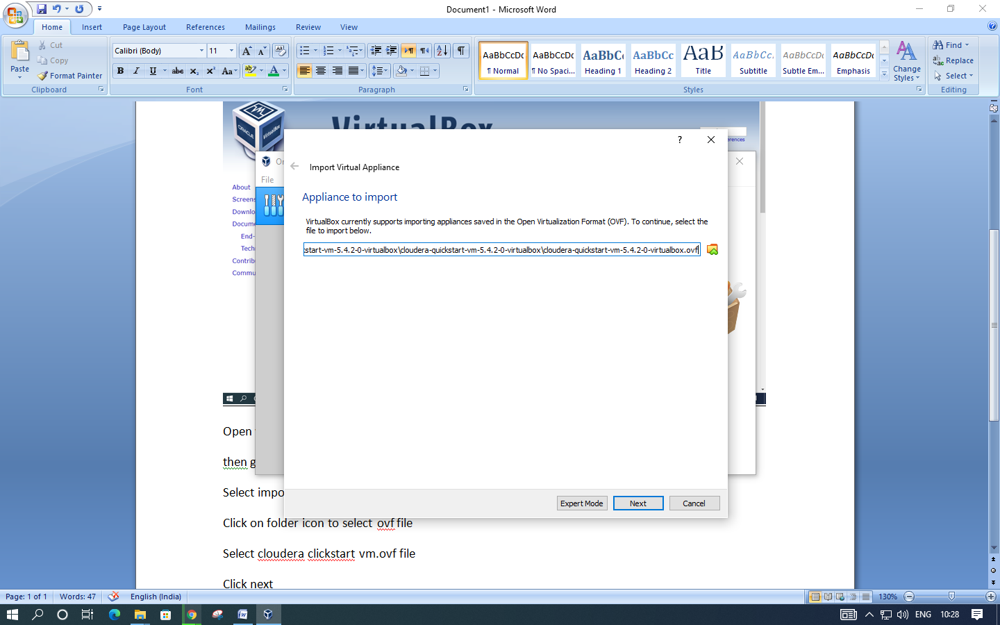 Document1 - Microsoft Word
Home Insert Page Layout References Mailings Review View
Paste
Cut
Copy
Format Painter
Clipboard
Calibri (Body) 11
Font
Paragraph
AaBbCcDc AaBbCcDc AaBbC AaBbCc AaB AaBbCc. AaBbCcDc AaBbCcDc
¶ Normal ¶ No Spaci... Heading 1 Heading 2 Title Subtitle Subtle Em... Emphasis
Change Styles
Styles
Find
Replace
Select
Editing
ORACLE
VirtualBox
VirtualBox
erences
About
Screens
Downlo
Docume
End-
Tech
Contrib
Commu
Or
File
?
Import Virtual Appliance
Appliance to import
VirtualBox currently supports importing appliances saved in the Open Virtualization Format (OVF). To continue, select the
file to import below.
:start-vm-5.4.2-0-virtualbox\cloudera-quickstart-vm-5.4.2-0-virtualbox\cloudera-quickstart-vm-5.4.2-0-virtualbox.ovf
Expert Mode Next Cancel
Open
then g
Select impo
Click on folder icon to select ovf file
Select cloudera clickstart vm.ovf file
Click next
Page: 1 of 1 Words: 47 English (India) 130%
ENG 10:28